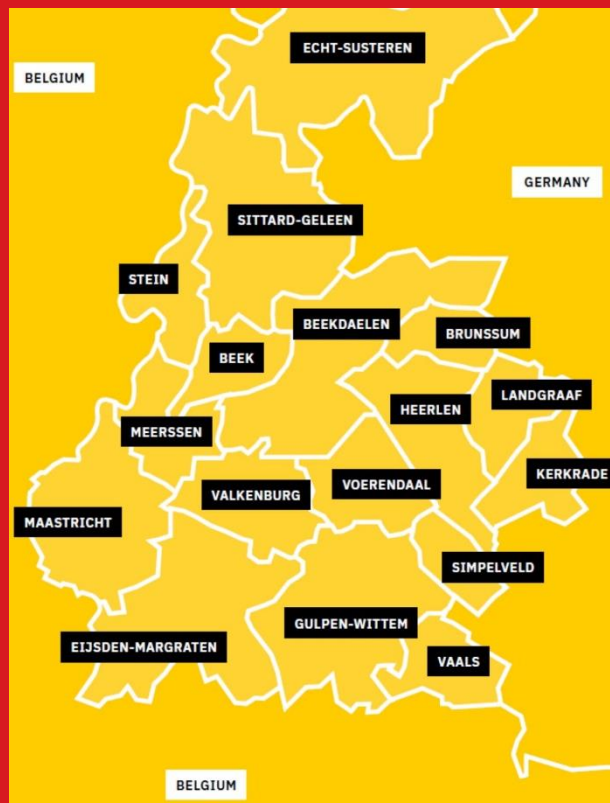 ECHT-SUSTEREN
BELGIUM
GERMANY
SITTARD-GELEEN
STEIN
BEEKDAELEN
BRUNSSUM
BEEK
LANDGRAAF
HEERLEN
MEERSSEN
KERKRADE
VOERENDAAL
VALKENBURG
MAASTRICHT
SIMPELVELD
GULPEN-WITTEM
EIJSDEN-MARGRATEN
VAALS
BELGIUM